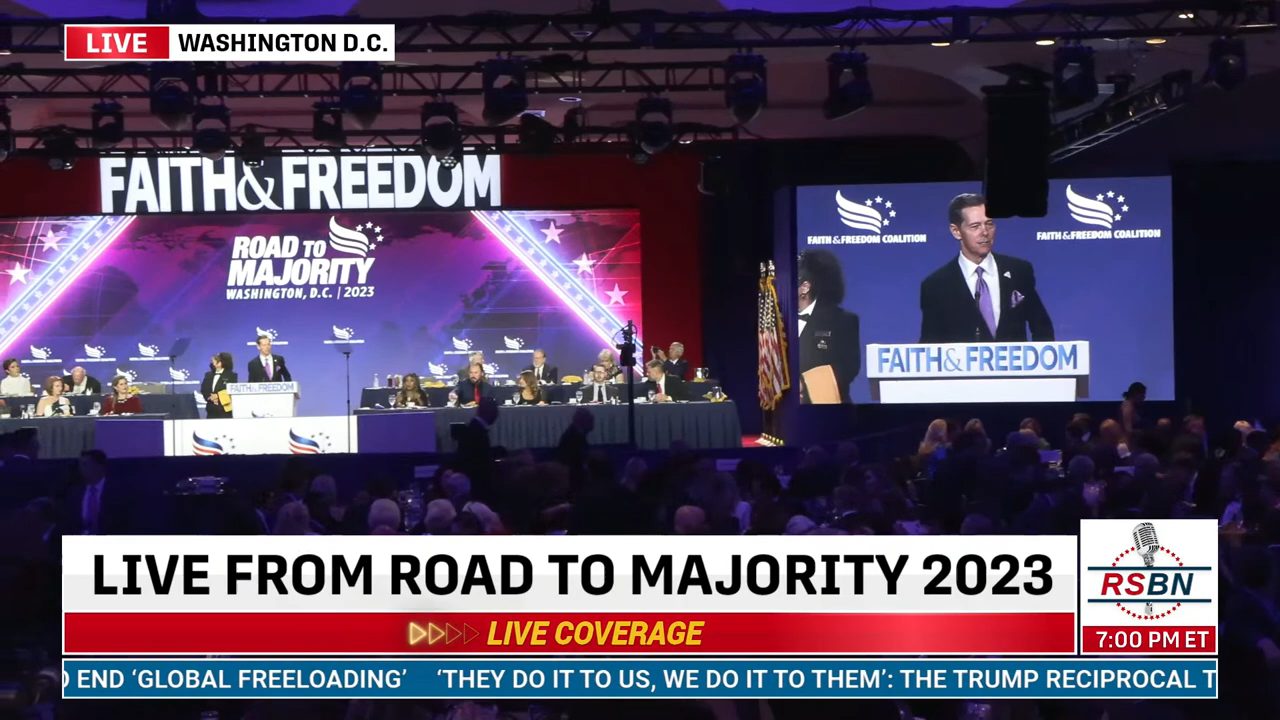 LIVE WASHINGTON D.C.
FAITH&FREEDOM
ROAD TO
MAJORITY
WASHINGTON, D.C. | 2023
FAITH&FREEDOM COALITION
FAITH&FREEDOM COALITION
FAITH&FREEDOM
FAITH&FREEDOM
LIVE FROM ROAD TO MAJORITY 2023
RSBN
LIVE COVERAGE
7:00 PM ET
END ‘GLOBAL FREELOADING’ ‘THEY DO IT TO US, WE DO IT TO THEM’: THE TRUMP RECIPROCAL